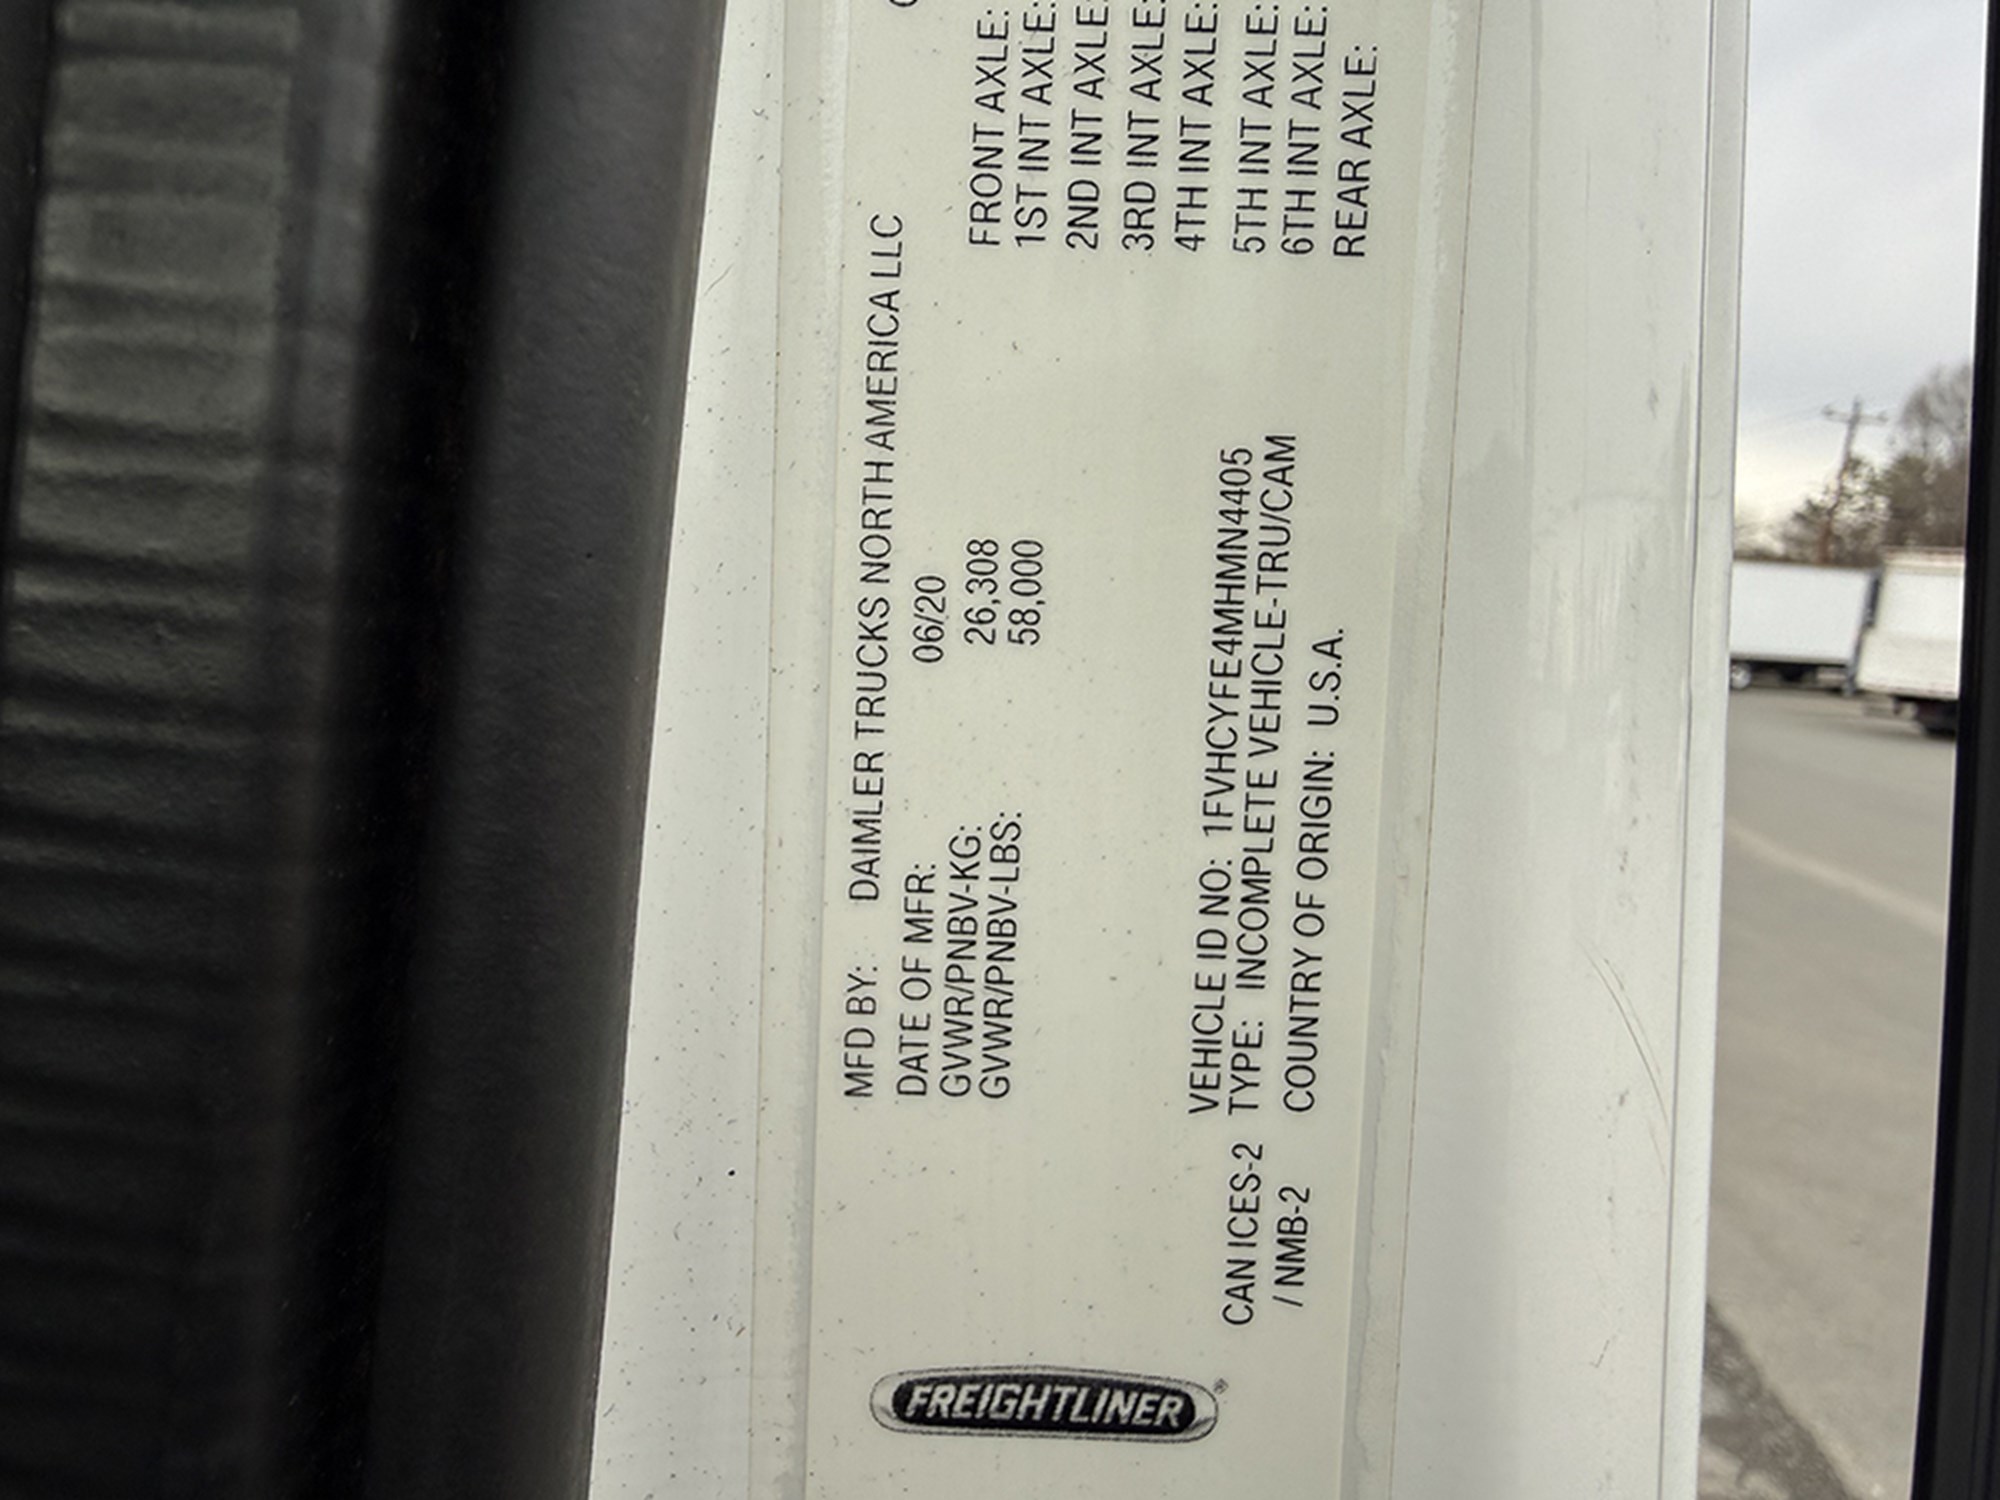 MFD BY: DAIMLER TRUCKS NORTH AMERICA LLC
DATE OF MFR: 06/20
GVWR/PNBV-KG: 26,308
GVWR/PNBV-LBS: 58,000
FRONT AXLE:
1ST INT AXLE:
2ND INT AXLE:
3RD INT AXLE:
4TH INT AXLE:
5TH INT AXLE:
6TH INT AXLE:
REAR AXLE:
VEHICLE ID NO: 1FVHCYFE4MHMN4405
CAN ICES-2 TYPE: INCOMPLETE VEHICLE-TRU/CAM
/ NMB-2 COUNTRY OF ORIGIN: U.S.A.
FREIGHTLINER®